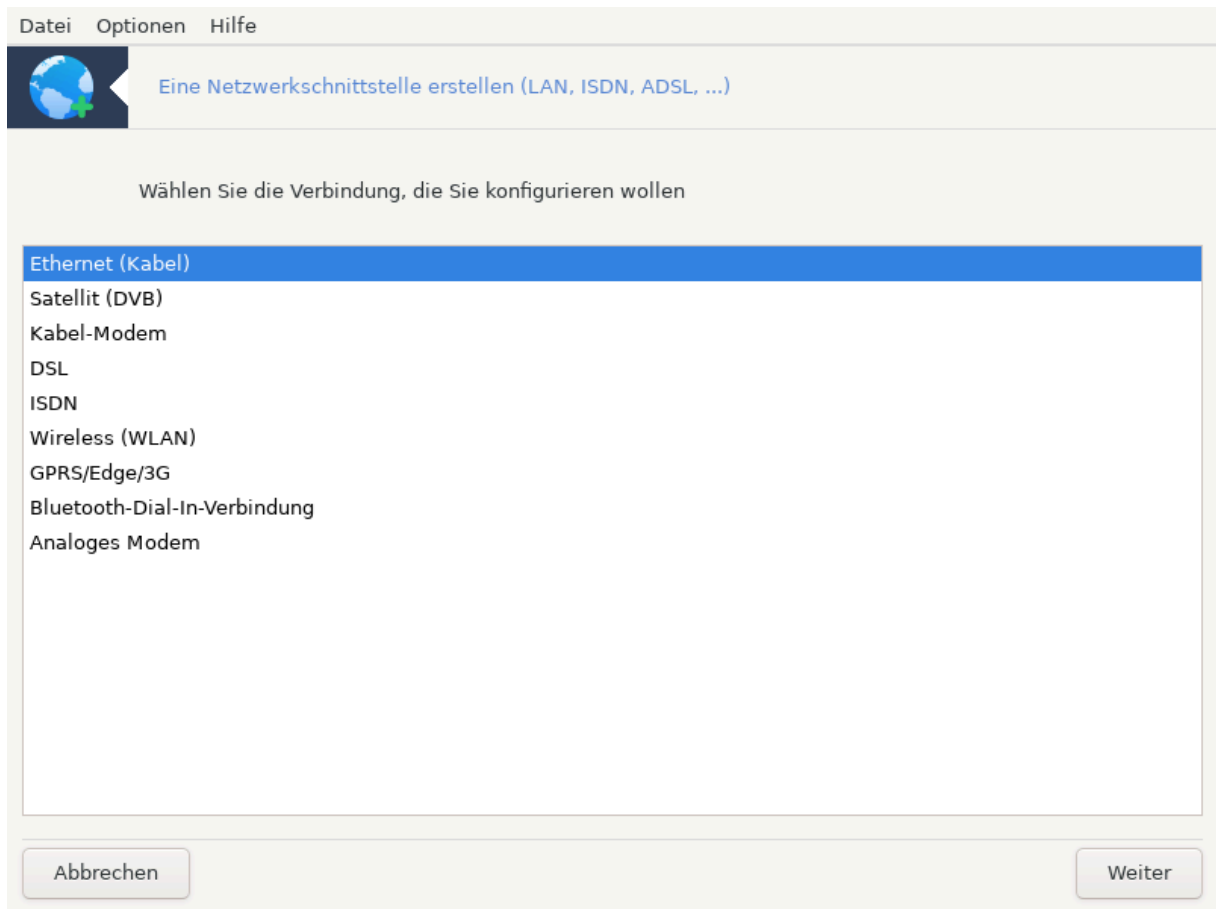 Datei Optionen Hilfe
Eine Netzwerkschnittstelle erstellen (LAN, ISDN, ADSL, ...)
Wählen Sie die Verbindung, die Sie konfigurieren wollen
Ethernet (Kabel)
Satellit (DVB)
Kabel-Modem
DSL
ISDN
Wireless (WLAN)
GPRS/Edge/3G
Bluetooth-Dial-In-Verbindung
Analoges Modem
Abbrechen Weiter